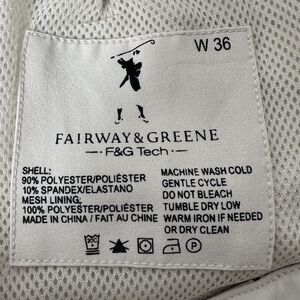 W 36
FAIRWAY & GREENE
F&G Tech
SHELL:
90% POLYESTER/POLIÉSTER
10% SPANDEX/ELASTANO
MESH LINING:
100% POLYESTER/POLIÉSTER
MADE IN CHINA / FAIT AU CHINE
MACHINE WASH COLD
GENTLE CYCLE
DO NOT BLEACH
TUMBLE DRY LOW
WARM IRON IF NEEDED
OR DRY CLEAN
30C
P